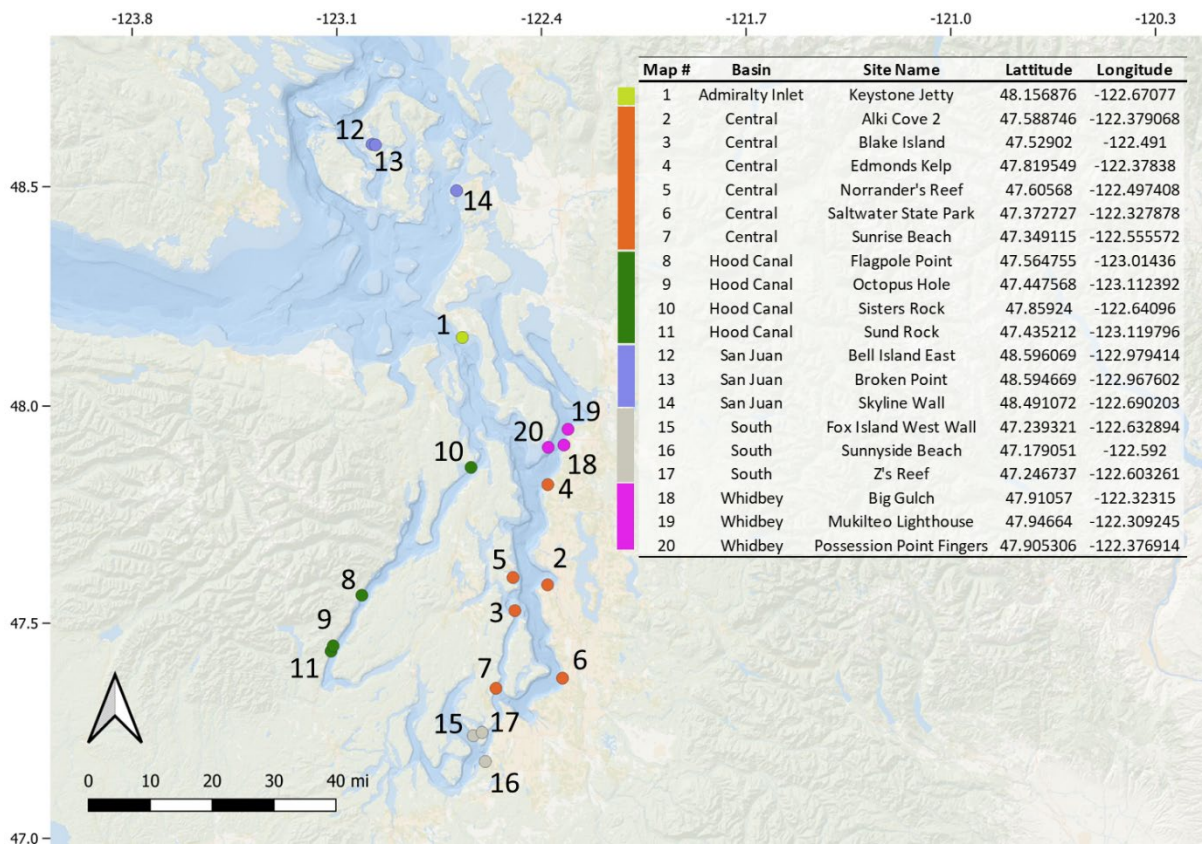 -123.8 -123.1 -122.4 -121.7 -121.0 -120.3
Map # Basin Site Name Lattitude Longitude
1 Admiralty Inlet Keystone Jetty 48.156876 -122.67077
2 Central Alki Cove 2 47.588746 -122.379068
3 Central Blake Island 47.52902 -122.491
4 Central Edmonds Kelp 47.819549 -122.37838
5 Central Norrander's Reef 47.60568 -122.497408
6 Central Saltwater State Park 47.372727 -122.327878
7 Central Sunrise Beach 47.349115 -122.555572
8 Hood Canal Flagpole Point 47.564755 -123.01436
9 Hood Canal Octopus Hole 47.447568 -123.112392
10 Hood Canal Sisters Rock 47.85924 -122.64096
11 Hood Canal Sund Rock 47.435212 -123.119796
12 San Juan Bell Island East 48.596069 -122.979414
13 San Juan Broken Point 48.594669 -122.967602
14 San Juan Skyline Wall 48.491072 -122.690203
15 South Fox Island West Wall 47.239321 -122.632894
16 South Sunnyside Beach 47.179051 -122.592
17 South Z's Reef 47.246737 -122.603261
18 Whidbey Big Gulch 47.91057 -122.32315
19 Whidbey Mukilteo Lighthouse 47.94664 -122.309245
20 Whidbey Possession Point Fingers 47.905306 -122.376914
12
13
48.5
14
1
48.0
19
20
10
18
4
5
2
8
3
9
47.5
11
7
6
15
17
16
0 10 20 30 40 mi
47.0